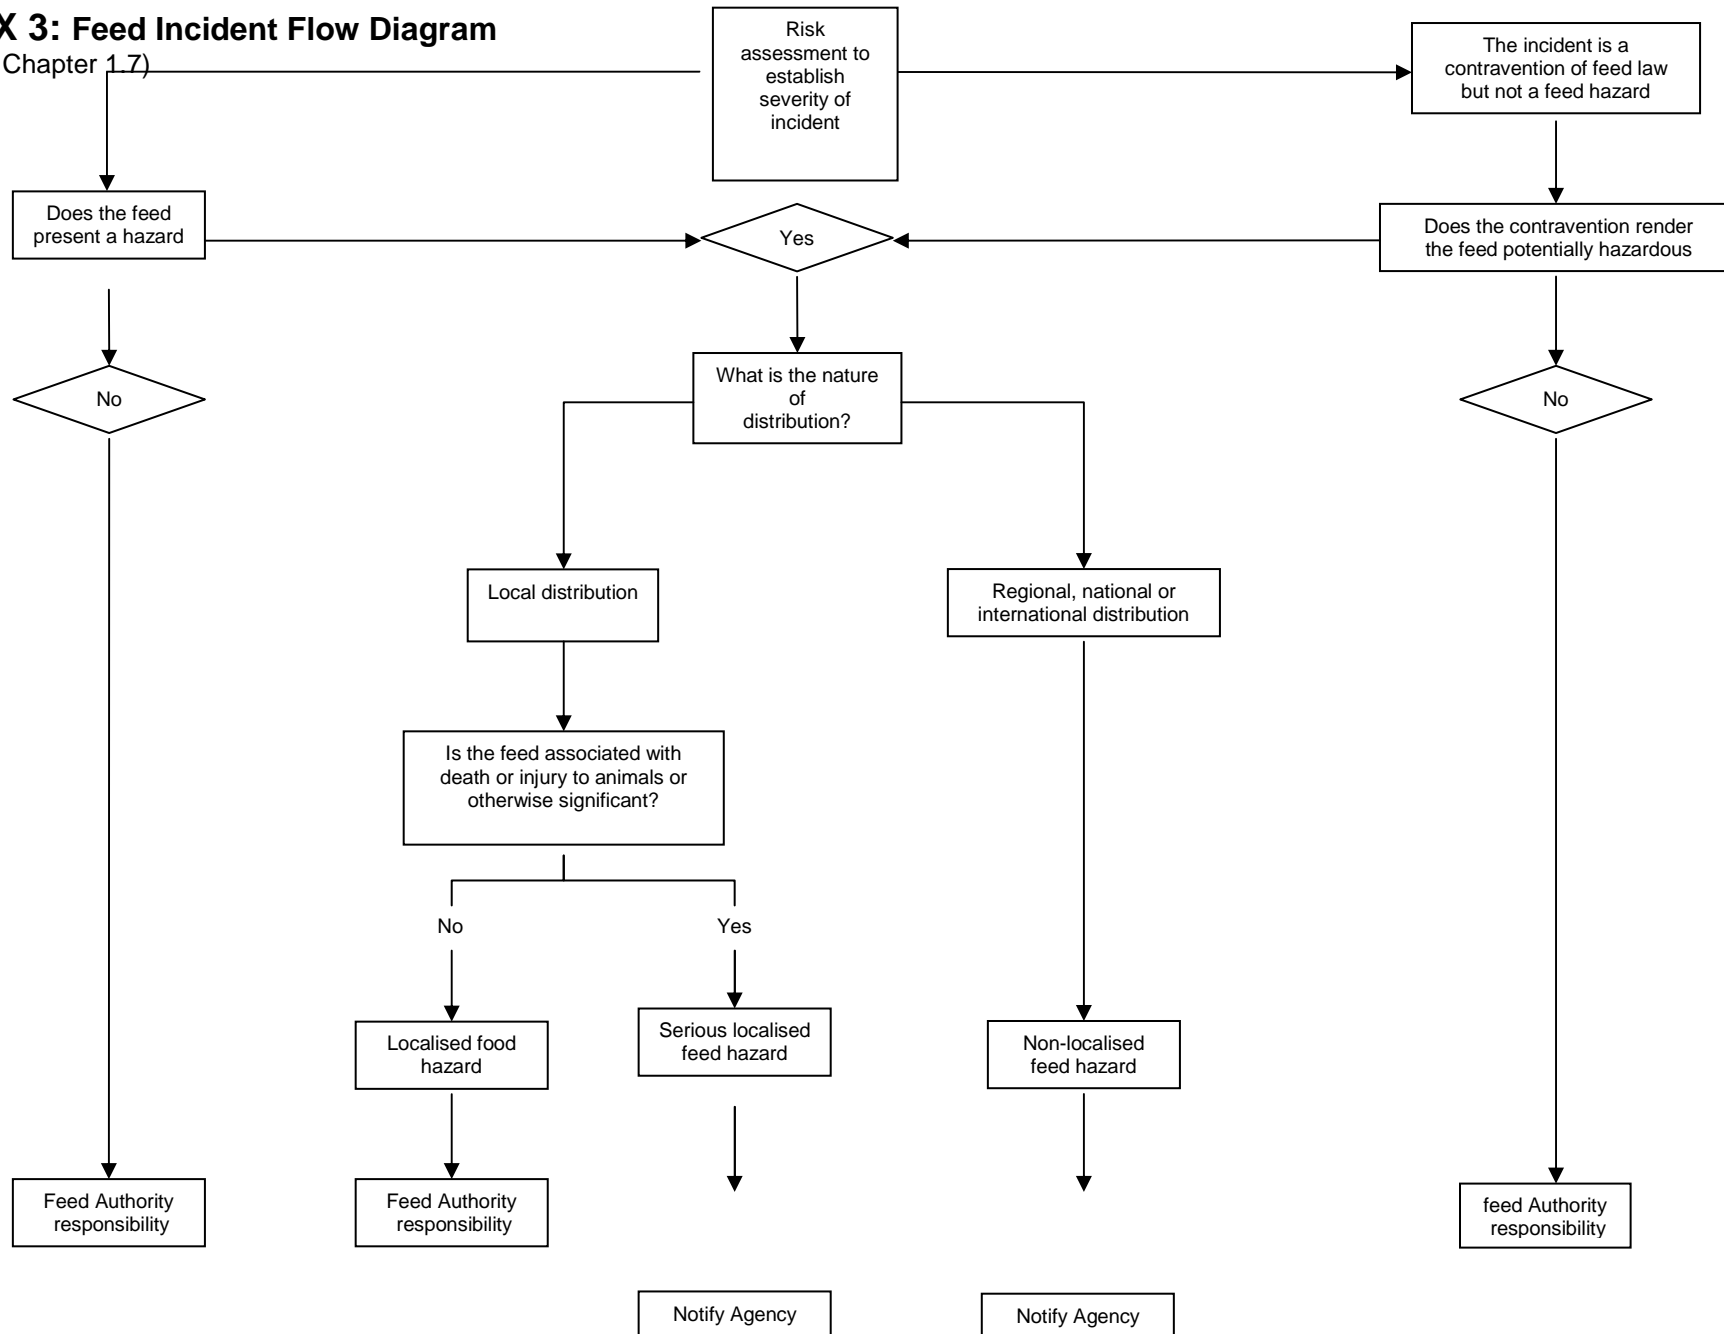 X 3: Feed Incident Flow Diagram
Chapter 1.7)
Risk
assessment to
establish
severity of
incident
The incident is a
contravention of feed law
but not a feed hazard
Does the feed
present a hazard
Yes
Does the contravention render
the feed potentially hazardous
No
What is the nature
of
distribution?
No
Local distribution
Regional, national or
international distribution
Is the feed associated with
death or injury to animals or
otherwise significant?
No
Yes
Localised food
hazard
Serious localised
feed hazard
Non-localised
feed hazard
Feed Authority
responsibility
Feed Authority
responsibility
feed Authority
responsibility
Notify Agency
Notify Agency